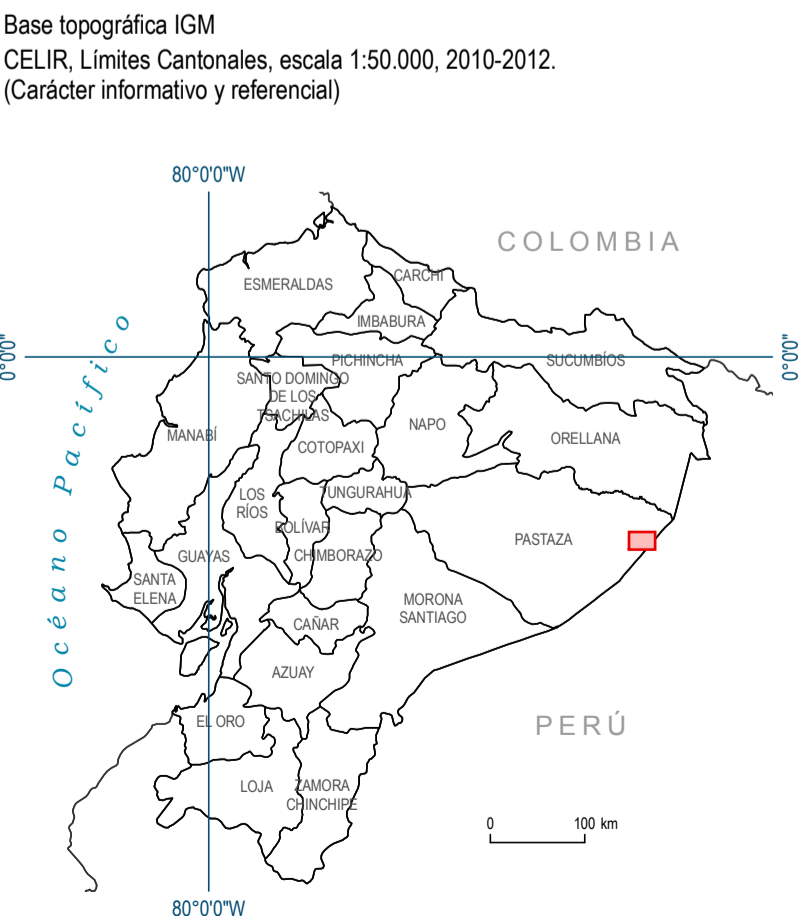 Base topográfica IGM
CELIR, Límites Cantonales, escala 1:50.000, 2010-2012.
(Carácter informativo y referencial)
80°0'0"W
COLOMBIA
CARCHI
ESMERALDAS
IMBABURA
0°0'0"
PICHINCHA
SUCUMBÍOS
0°0'0"
SANTO DOMINGO
DE LOS
TSACHILAS
Océano Pacífico
NAPO
MANABÍ
ORELLANA
COTOPAXI
TUNGURAHUA
LOS
RÍOS
BOLÍVAR
PASTAZA
GUAYAS
CHIMBORAZO
SANTA
ELENA
MORONA
SANTIAGO
CAÑAR
AZUAY
EL ORO
PERÚ
LOJA
ZAMORA
CHINCHIPE
0
100 km
80°0'0"W